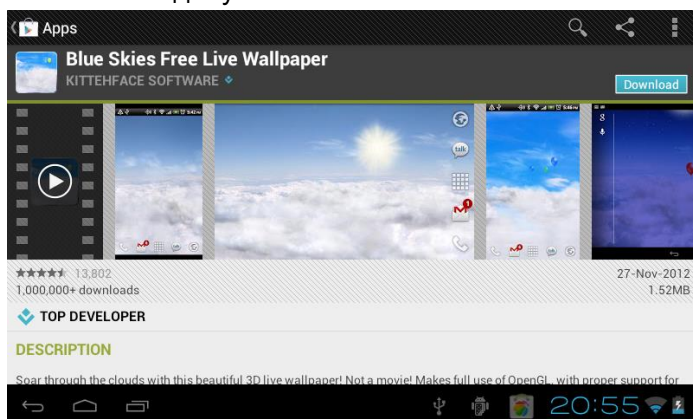 Apps
Blue Skies Free Live Wallpaper
KITTEHFACE SOFTWARE
Download
talk
1
13,802
27-Nov-2012
1,000,000+ downloads
1.52MB
TOP DEVELOPER
DESCRIPTION
Soar through the clouds with this beautiful 3D live wallpaper! Not a movie! Makes full use of OpenGL, with proper support for
20:55